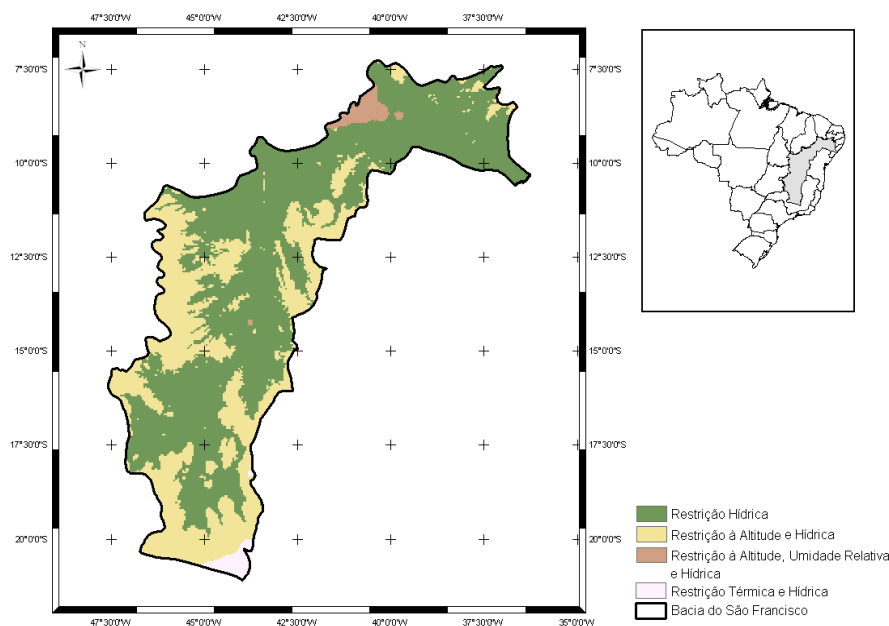 47°30'0"W 45°0'0"W 42°30'0"W 40°0'0"W 37°30'0"W 35°0'0"W
N
7°30'0"S 7°30'0"S
10°0'0"S 10°0'0"S
12°30'0"S 12°30'0"S
15°0'0"S 15°0'0"S
17°30'0"S 17°30'0"S
20°0'0"S 20°0'0"S
47°30'0"W 45°0'0"W 42°30'0"W 40°0'0"W 37°30'0"W 35°0'0"W
Restrição Hídrica
Restrição à Altitude e Hídrica
Restrição à Altitude, Umidade Relativa
e Hídrica
Restrição Térmica e Hídrica
Bacia do São Francisco